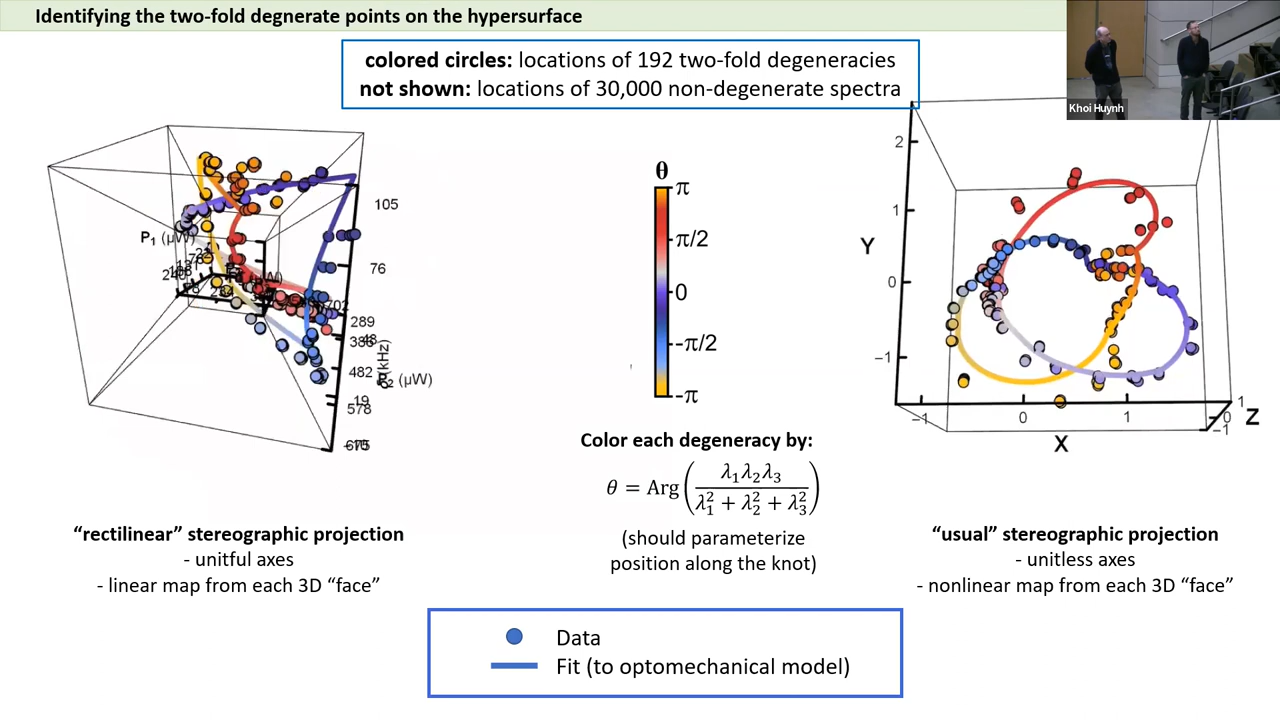 Identifying the two-fold degnerate points on the hypersurface
colored circles: locations of 192 two-fold degeneracies
not shown: locations of 30,000 non-degenerate spectra
Khoi Huynh
P₁ (μW)
105
76
289
482
19
578
(kHz)
(μW)
θ
π
π/2
0
-π/2
-π
Color each degeneracy by:
θ = Arg(λ₁λ₂λ₃ / λ₁² + λ₂² + λ₃²)
(should parameterize
position along the knot)
Y
2
1
0
−1
−1
0
1
X
1
0
−1
Z
“rectilinear” stereographic projection
- unitful axes
- linear map from each 3D “face”
“usual” stereographic projection
- unitless axes
- nonlinear map from each 3D “face”
Data
Fit (to optomechanical model)